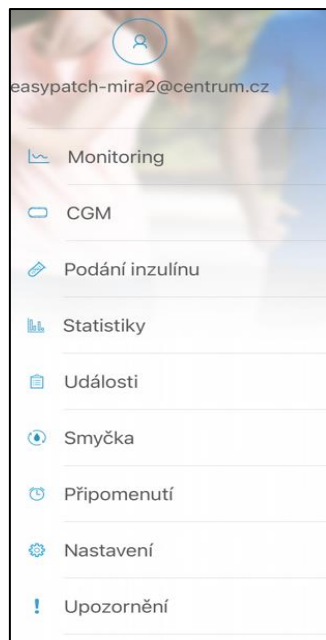 easypatch-mira2@centrum.cz
Monitoring
CGM
Podání inzulínu
Statistiky
Události
Smyčka
Připomenutí
Nastavení
Upozornění